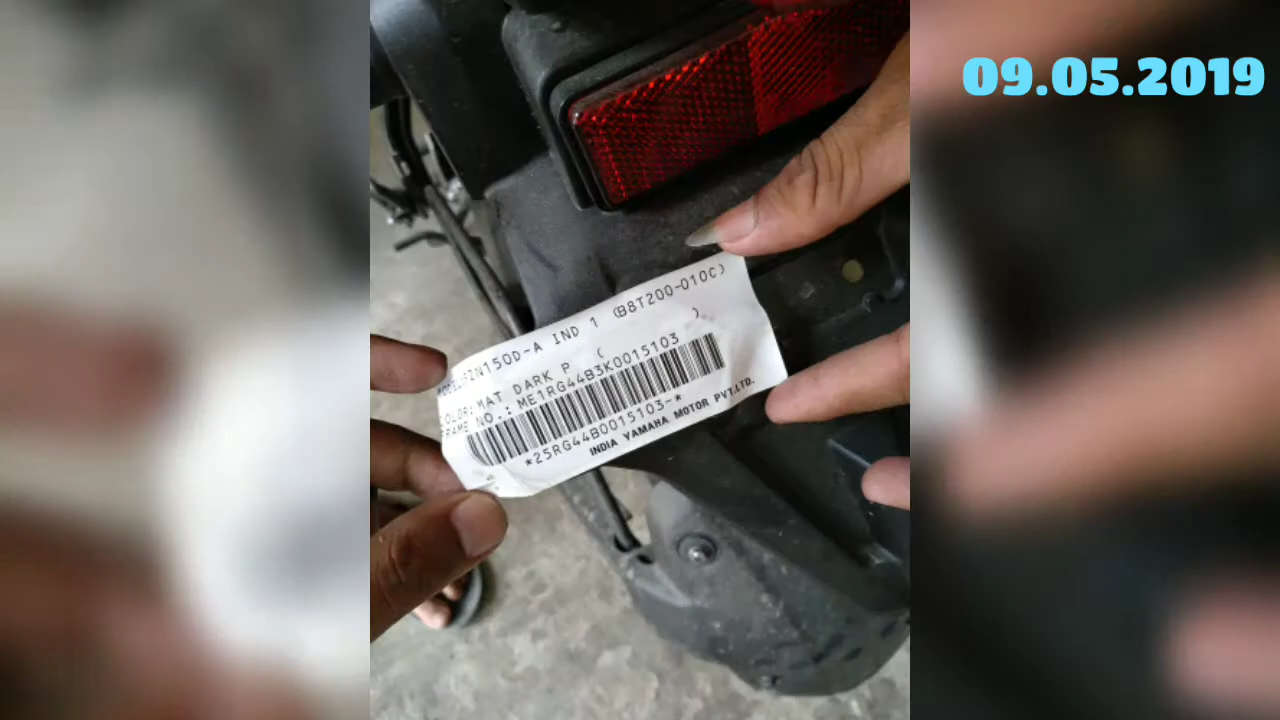 09.05.2019
MODEL:FZN150D-A IND 1 (B8T200-010C)
COLOR:MAT DARK P ( )
FRAME NO.: ME1RG44B3K0015103
*25RG44B0015103-*
INDIA YAMAHA MOTOR PVT.LTD.